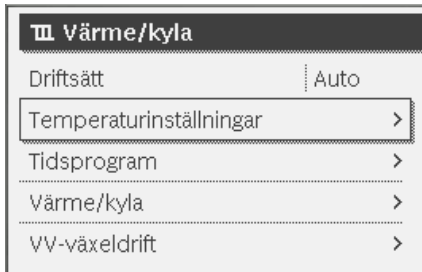 Värme/kyla
Driftsätt Auto
Temperaturinställningar >
Tidsprogram >
Värme/kyla >
VV-växeldrift >